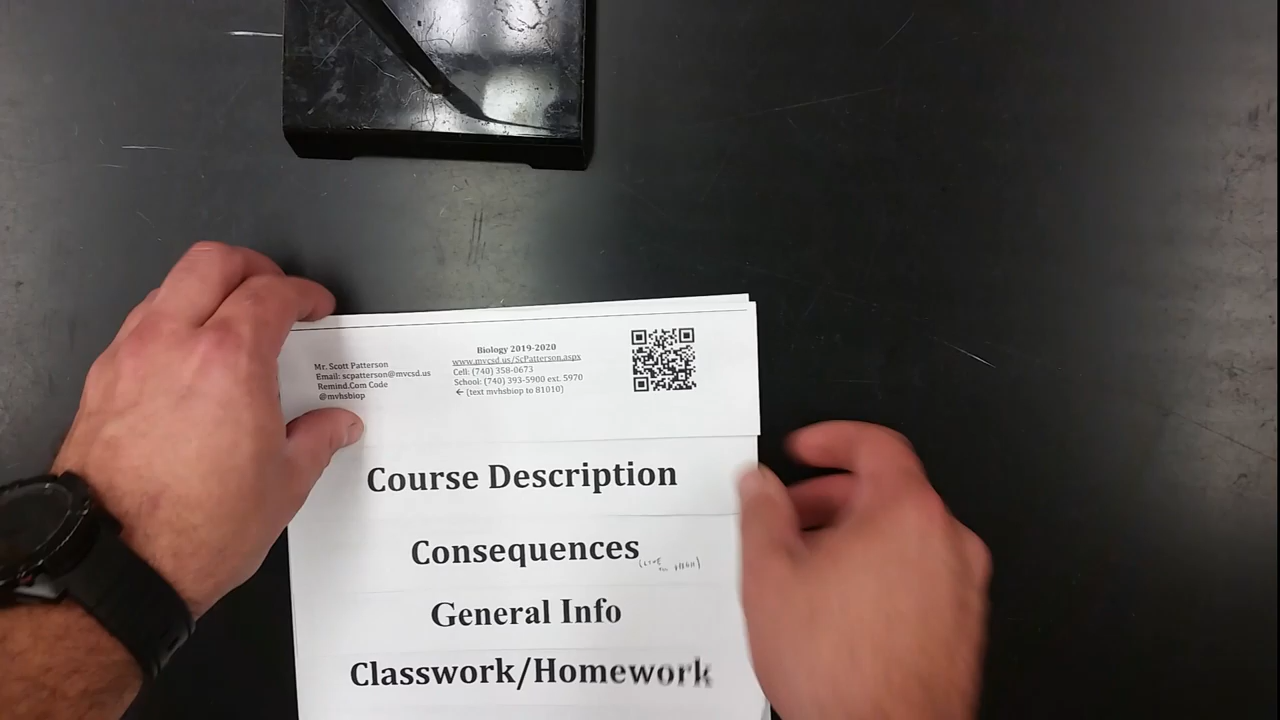 Biology 2019-2020
Mr. Scott Patterson
Email: scpatterson@mvcsd.us
Remind.Com Code
@mvhsbiop
www.mvcsd.us/ScPatterson.aspx
Cell: (740) 358-0673
School: (740) 393-5900 ext. 5970
← (text mvhsbiop to 81010)
Course Description
Consequences
General Info
Classwork/Homework